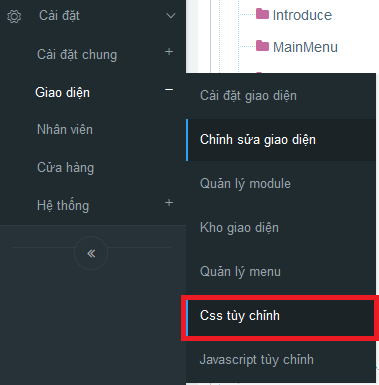 Cài đặt
Cài đặt chung
Giao diện
Nhân viên
Cửa hàng
Hệ thống
Introduce
MainMenu
Cài đặt giao diện
Chỉnh sửa giao diện
Quản lý module
Kho giao diện
Quản lý menu
Css tùy chỉnh
Javascript tùy chỉnh